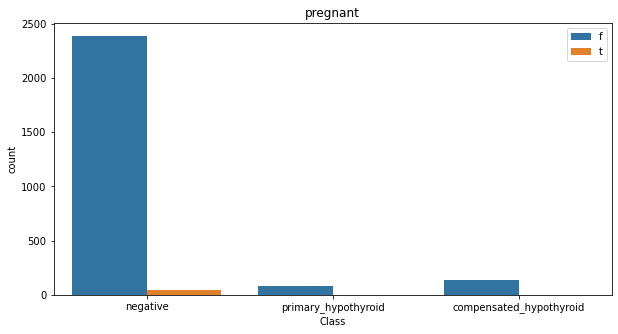 pregnant
2500
2000
1500
1000
500
0
count
f
t
negative
primary_hypothyroid
compensated_hypothyroid
Class